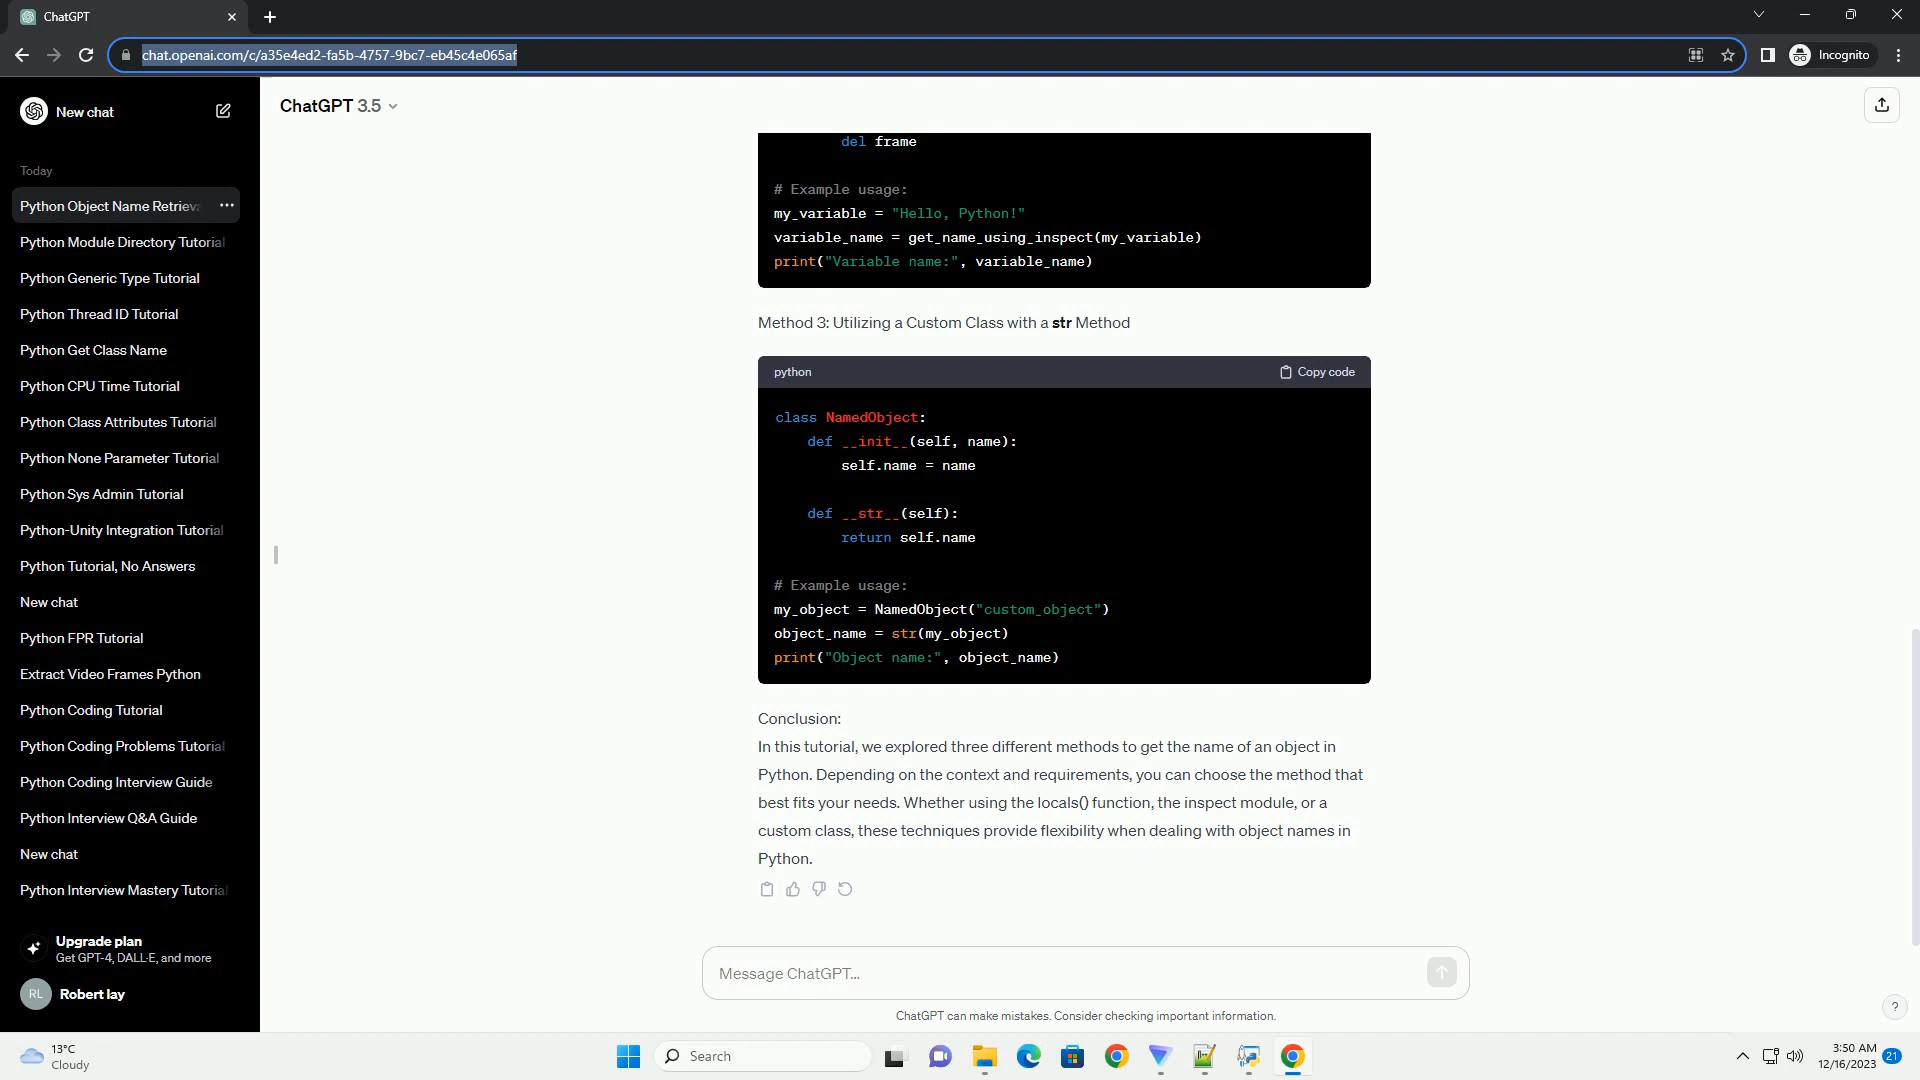 ChatGPT
chat.openai.com/c/a35e4ed2-fa5b-4757-9bc7-eb45c4e065af
Incognito
New chat
Today
Python Object Name Retrieva
Python Module Directory Tutorial
Python Generic Type Tutorial
Python Thread ID Tutorial
Python Get Class Name
Python CPU Time Tutorial
Python Class Attributes Tutorial
Python None Parameter Tutorial
Python Sys Admin Tutorial
Python-Unity Integration Tutorial
Python Tutorial, No Answers
New chat
Python FPR Tutorial
Extract Video Frames Python
Python Coding Tutorial
Python Coding Problems Tutorial
Python Coding Interview Guide
Python Interview Q&A Guide
New chat
Python Interview Mastery Tutorial
Upgrade plan
Get GPT-4, DALL·E, and more
RL
Robert lay
ChatGPT 3.5
del frame
# Example usage:
my_variable = "Hello, Python!"
variable_name = get_name_using_inspect(my_variable)
print("Variable name:", variable_name)
Method 3: Utilizing a Custom Class with a str Method
python
Copy code
class NamedObject:
def __init__(self, name):
self.name = name
def __str__(self):
return self.name
# Example usage:
my_object = NamedObject("custom_object")
object_name = str(my_object)
print("Object name:", object_name)
Conclusion:
In this tutorial, we explored three different methods to get the name of an object in
Python. Depending on the context and requirements, you can choose the method that
best fits your needs. Whether using the locals() function, the inspect module, or a
custom class, these techniques provide flexibility when dealing with object names in
Python.
Message ChatGPT...
ChatGPT can make mistakes. Consider checking important information.
?
13°C
Cloudy
Search
3:50 AM
12/16/2023
21